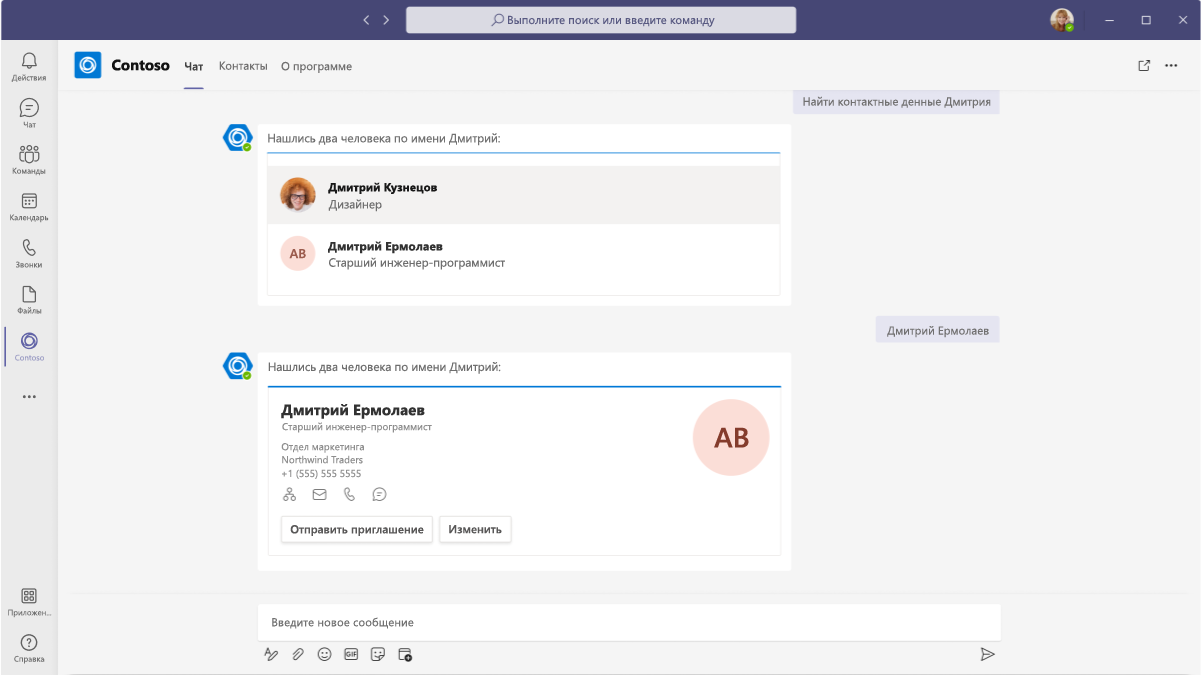 Выполните поиск или введите команду
Действия
Чат
Команды
Календарь
Звонки
Файлы
Contoso
Приложен...
Справка
Contoso
Чат
Контакты
О программе
Найти контактные денные Дмитрия
Нашлись два человека по имени Дмитрий:
Дмитрий Кузнецов
Дизайнер
AB
Дмитрий Ермолаев
Старший инженер-программист
Дмитрий Ермолаев
Нашлись два человека по имени Дмитрий:
Дмитрий Ермолаев
Старший инженер-программист
Отдел маркетинга
Northwind Traders
+1 (555) 555 5555
AB
Отправить приглашение
Изменить
Введите новое сообщение
GIF